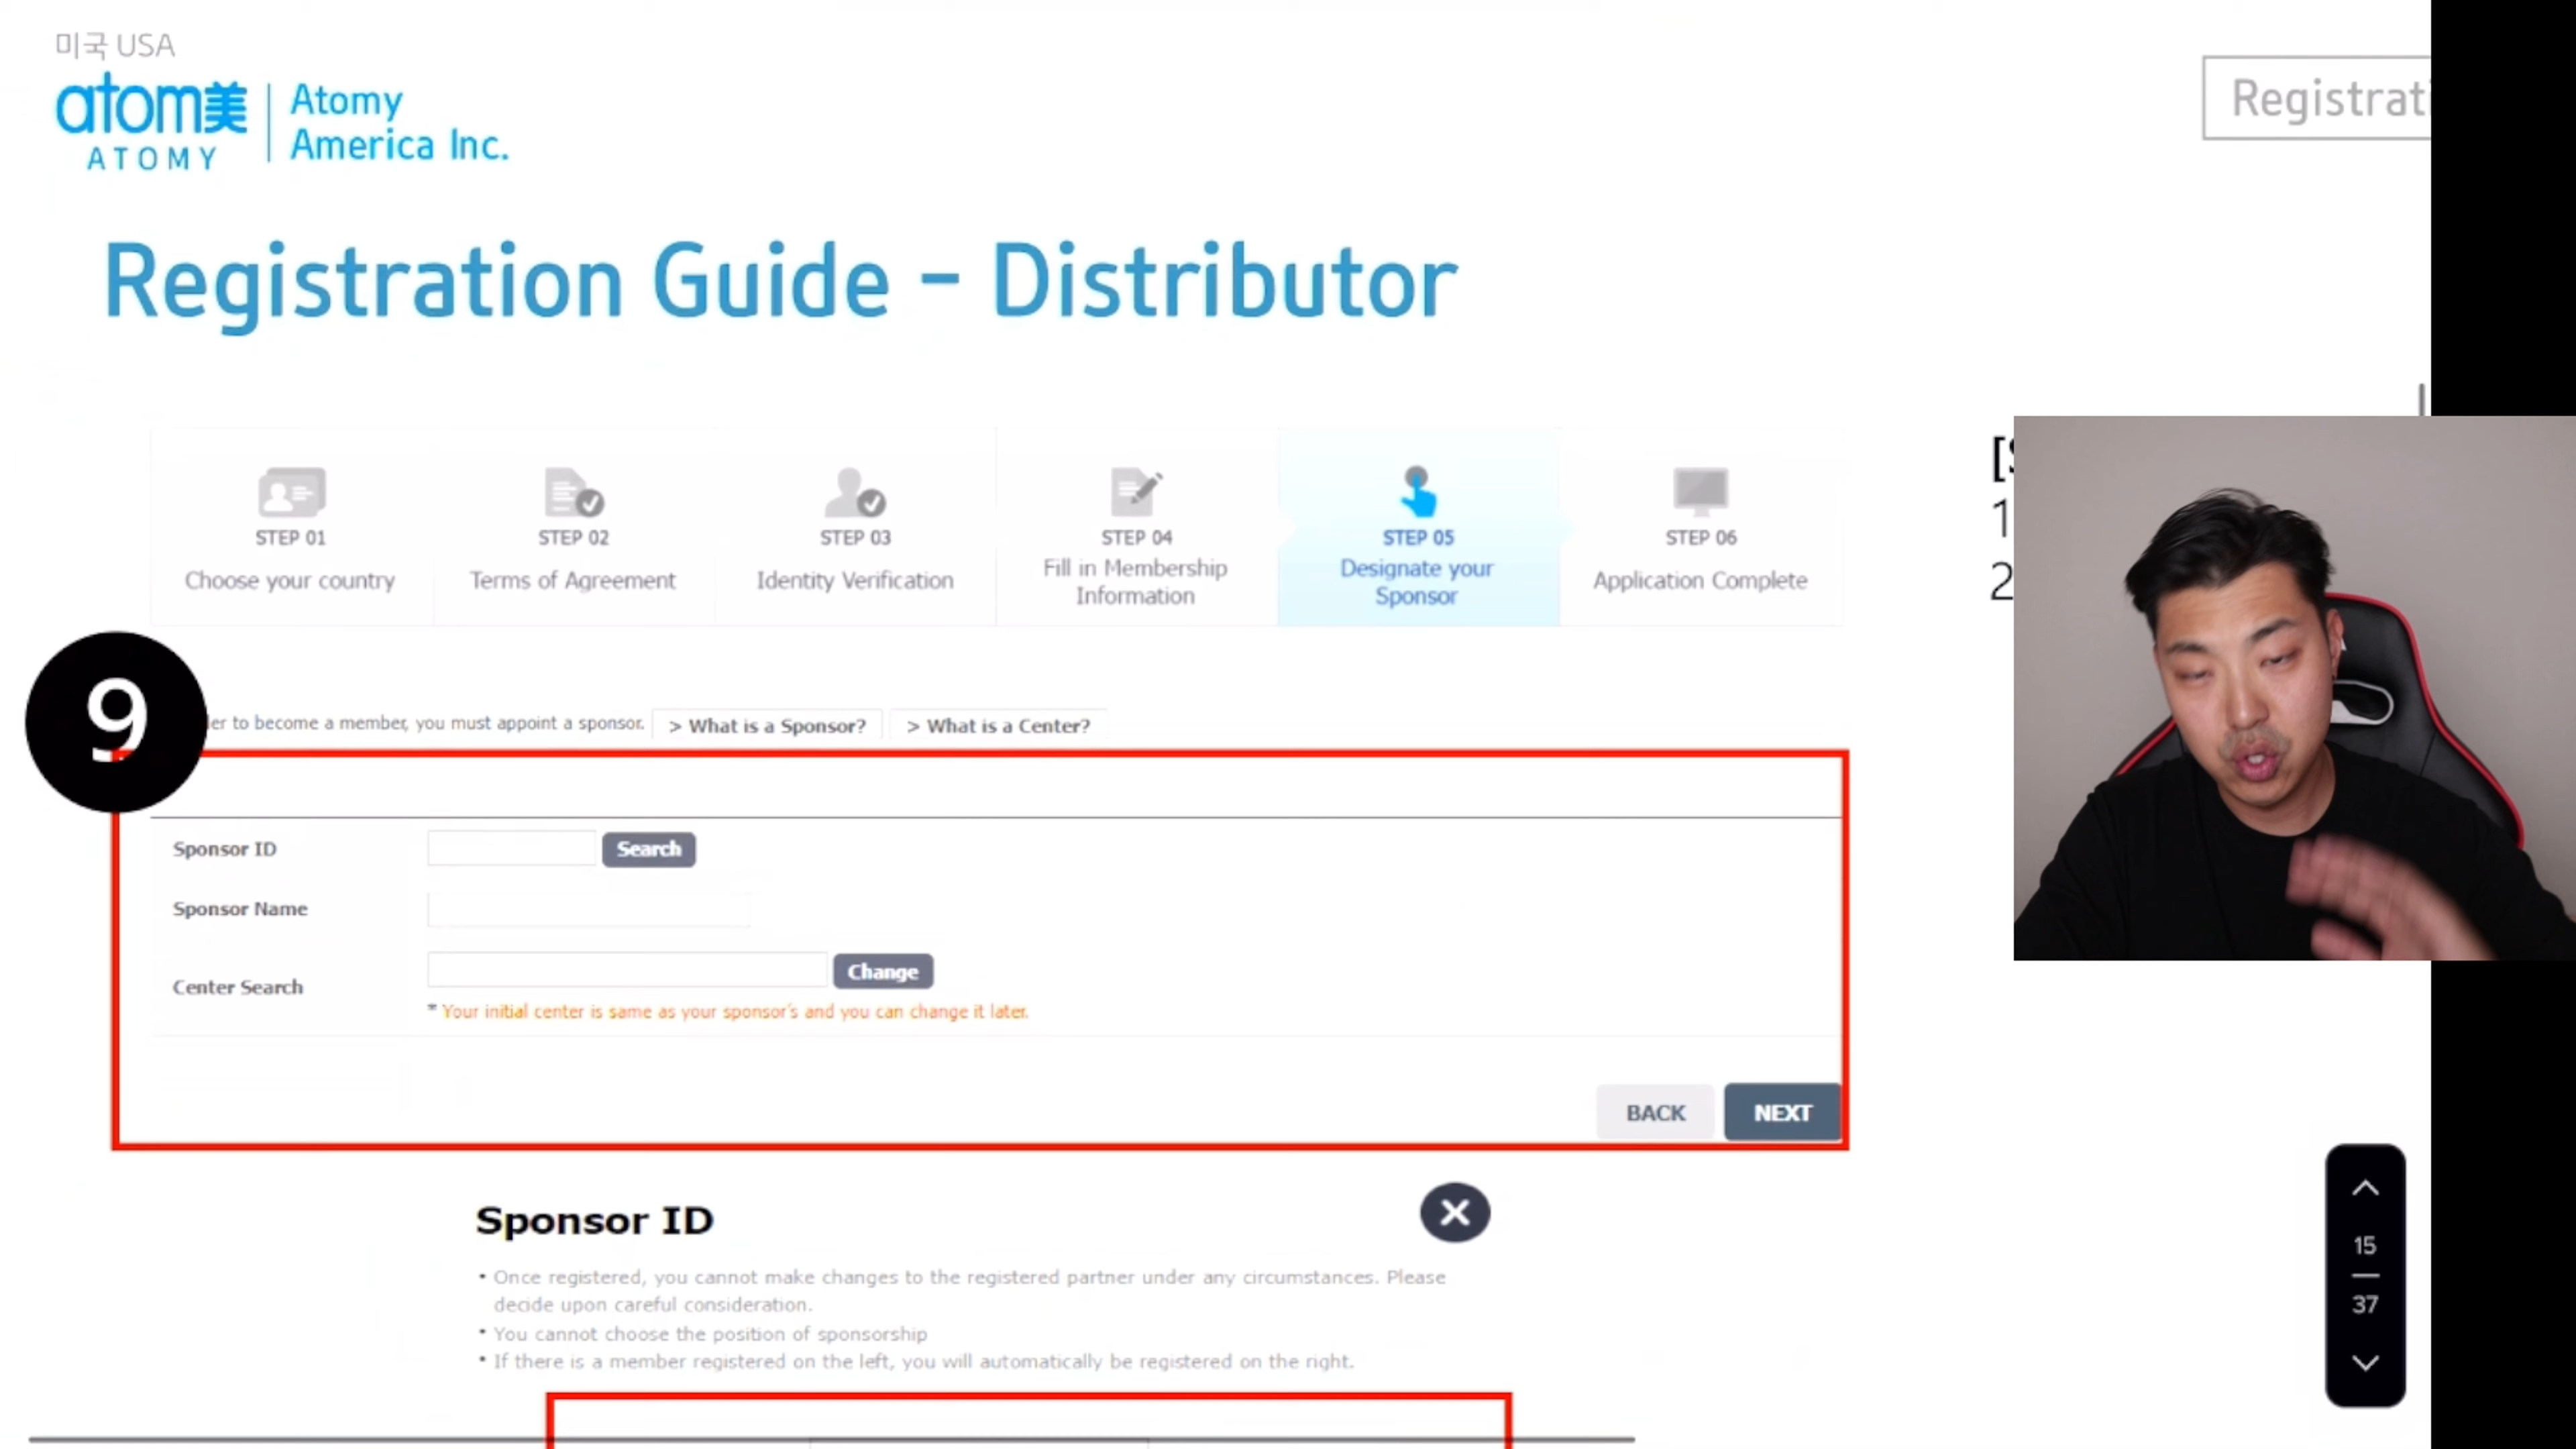 미국 USA
atom美
ATOMY
Atomy
America Inc.
Registration Guide - Distributor
STEP 01
Choose your country
STEP 02
Terms of Agreement
STEP 03
Identity Verification
STEP 04
Fill in Membership
Information
STEP 05
Designate your
Sponsor
STEP 06
Application Complete
1
2
9
to become a member, you must appoint a sponsor. > What is a Sponsor? > What is a Center?
Sponsor ID Search
Sponsor Name
Center Search Change
* Your initial center is same as your sponsor's and you can change it later.
BACK NEXT
Sponsor ID
• Once registered, you cannot make changes to the registered partner under any circumstances. Please
decide upon careful consideration.
• You cannot choose the position of sponsorship
• If there is a member registered on the left, you will automatically be registered on the right.
15
37